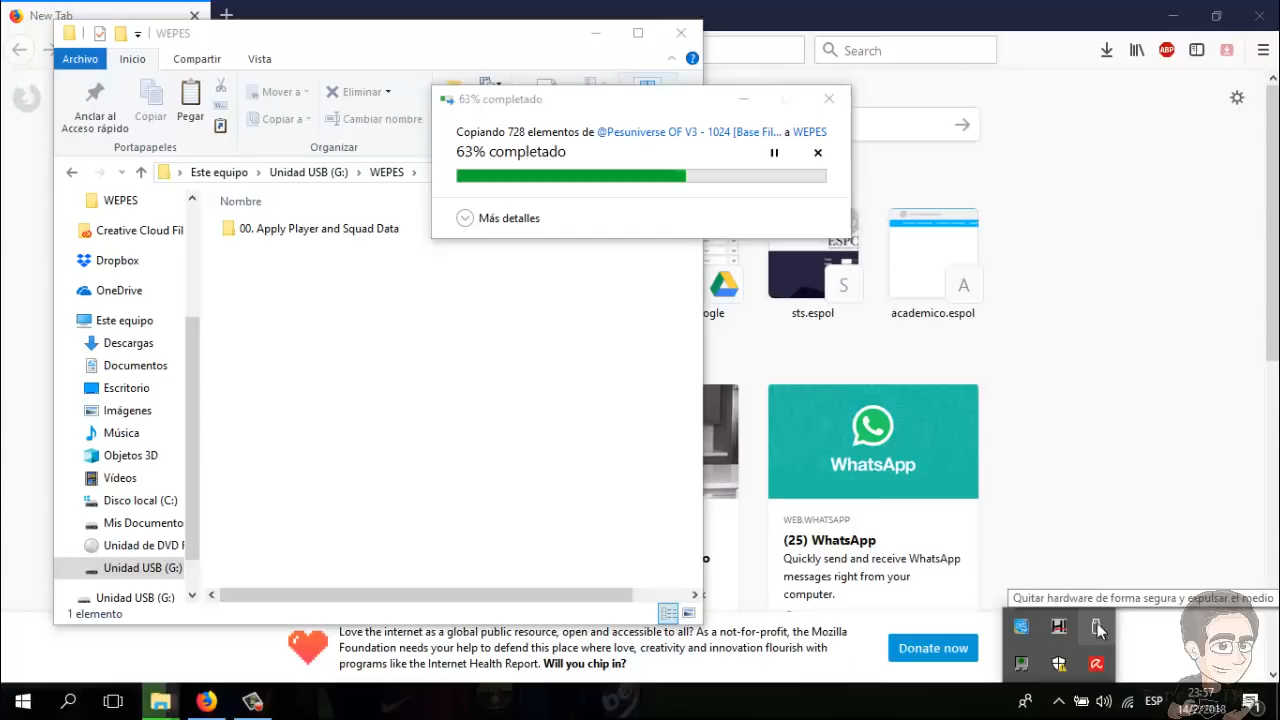 New Tab
WEPES
Archivo
Inicio
Compartir
Vista
Search
Anclar al
Acceso rápido
Copiar
Pegar
Mover a
Copiar a
Eliminar
Cambiar nombre
Portapapeles
Organizar
63% completado
Copiando 728 elementos de @Pesuniverse OF V3 - 1024 [Base Fil... a WEPES
63% completado
Más detalles
Este equipo
Unidad USB (G:)
WEPES
Nombre
00. Apply Player and Squad Data
WEPES
Creative Cloud Fil
Dropbox
OneDrive
Este equipo
Descargas
Documentos
Escritorio
Imágenes
Música
Objetos 3D
Vídeos
Disco local (C:)
Mis Documento
Unidad de DVD
Unidad USB (G:)
Unidad USB (G:)
1 elemento
ABP
ESPC
S
A
ogle
sts.espol
academico.espol
WhatsApp
WEB.WHATSAPP
(25) WhatsApp
Quickly send and receive WhatsApp
messages right from your
computer.
Quitar hardware de forma segura y expulsar el medio
Love the internet as a global public resource, open and accessible to all? As a not-for-profit, the Mozilla
Foundation needs your help to defend this place where love, creativity and innovation flourish with
programs like the Internet Health Report. Will you chip in?
Donate now
ESP
23:57